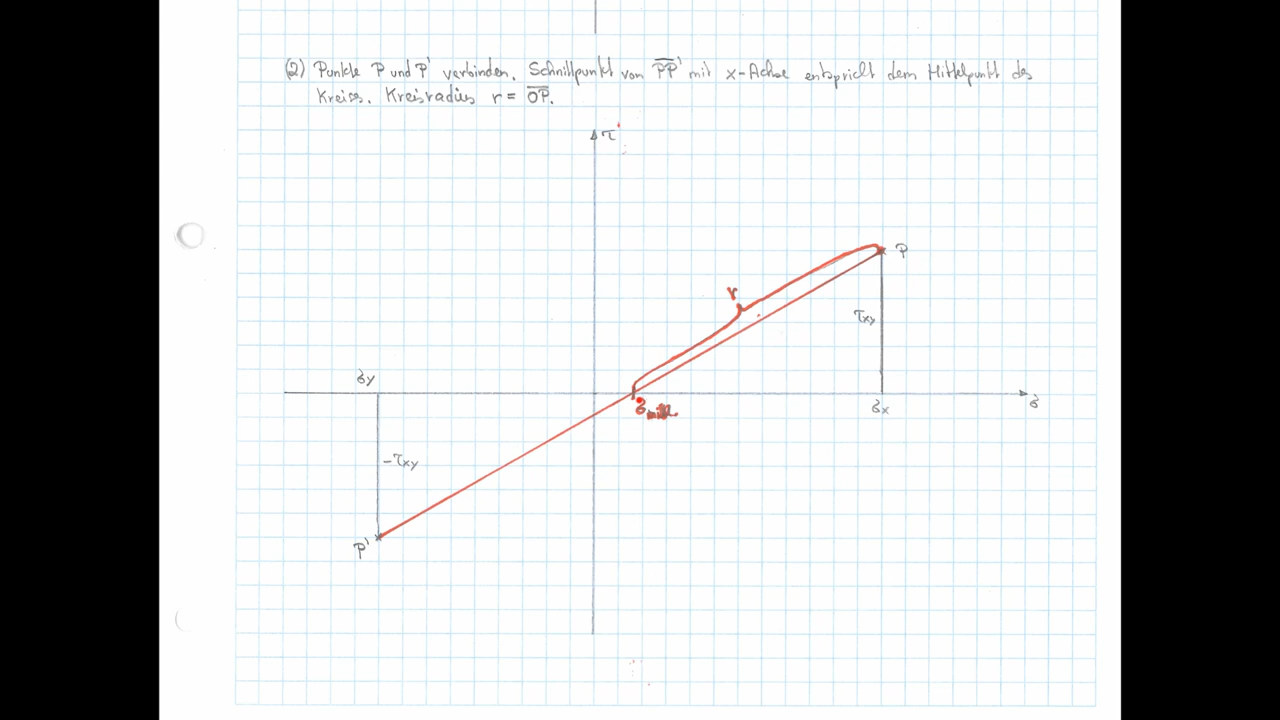 (2) Punkte P und P' verbinden. Schnittpunkt von PP' mit x-Achse entspricht dem Mittelpunkt des
Kreises. Kreisradius r = OP.
τ
P
r
τxy
σy
σmitt
σx
σ
-τxy
P'